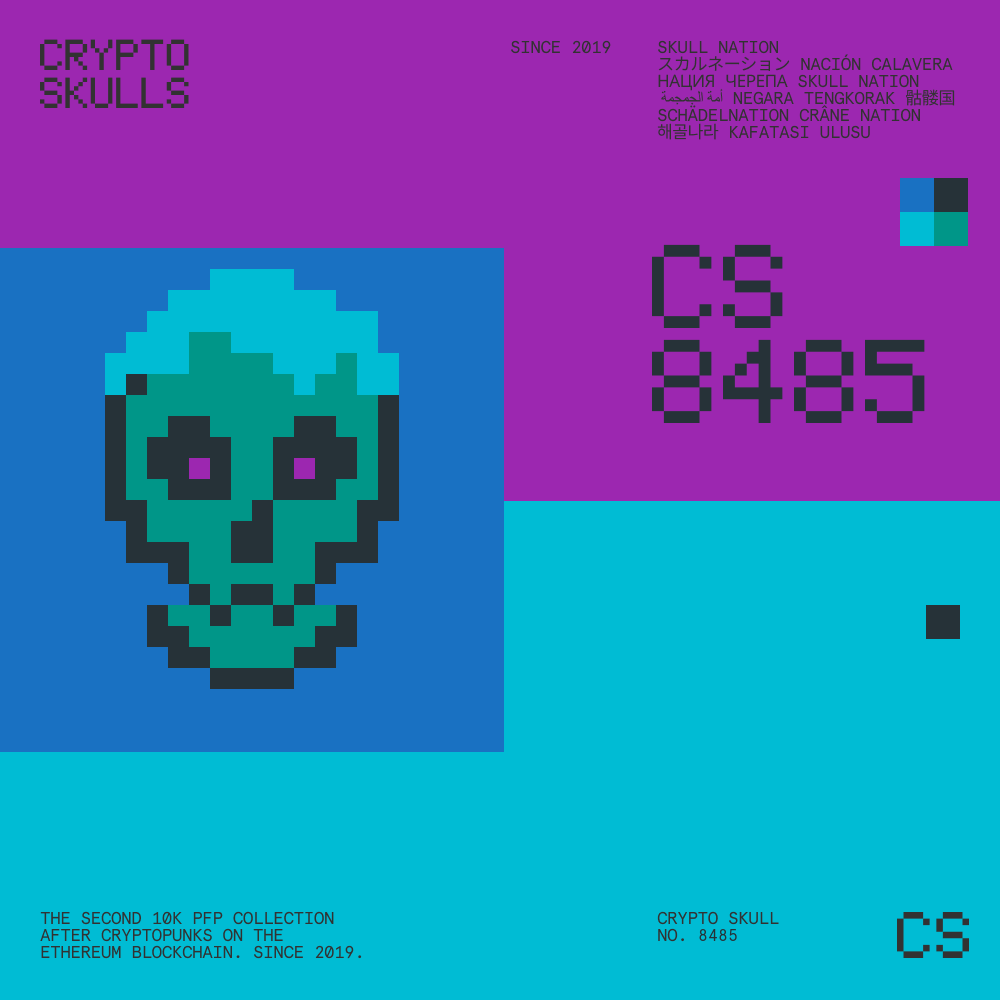 CRYPTO
SKULLS
SINCE 2019
SKULL NATION
スカルネーション NACIÓN CALAVERA
НАЦИЯ ЧЕРЕПА SKULL NATION
أمة الجمجمة NEGARA TENGKORAK 骷髅国
SCHÄDELNATION CRÂNE NATION
해골나라 KAFATASI ULUSU
CS
8485
THE SECOND 10K PFP COLLECTION
AFTER CRYPTOPUNKS ON THE
ETHEREUM BLOCKCHAIN. SINCE 2019.
CRYPTO SKULL
NO. 8485
CS